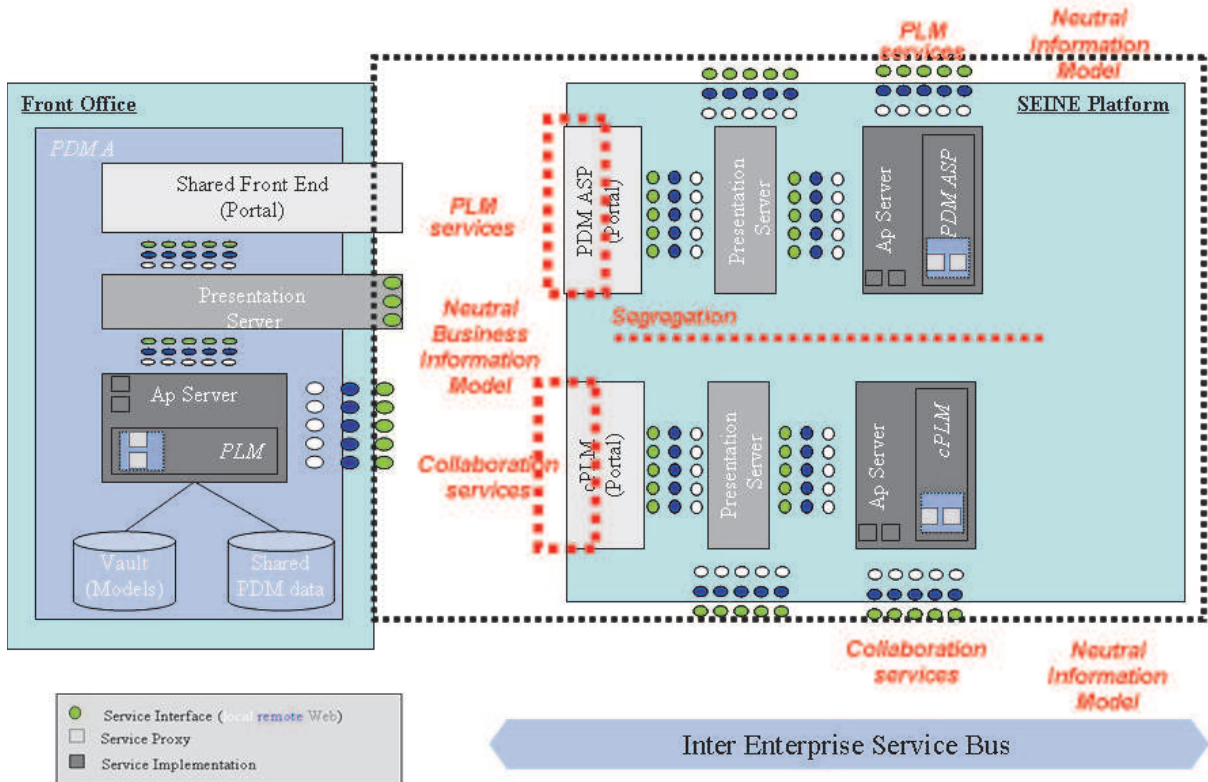 Front Office
PDM A
Shared Front End
(Portal)
Presentation
Server
Ap Server
PLM
Vault
(Models)
Shared
PDM data
PLM
services
Neutral
Business
Information
Model
Collaboration
services
PLM
services
Neutral
Information
Model
SEINE Platform
PDM ASP
(Portal)
Presentation
Server
Ap Server
PDM ASP
Segregation
cPLM
(Portal)
Presentation
Server
Ap Server
cPLM
Collaboration
services
Neutral
Information
Model
Service Interface (local remote Web)
Service Proxy
Service Implementation
Inter Enterprise Service Bus